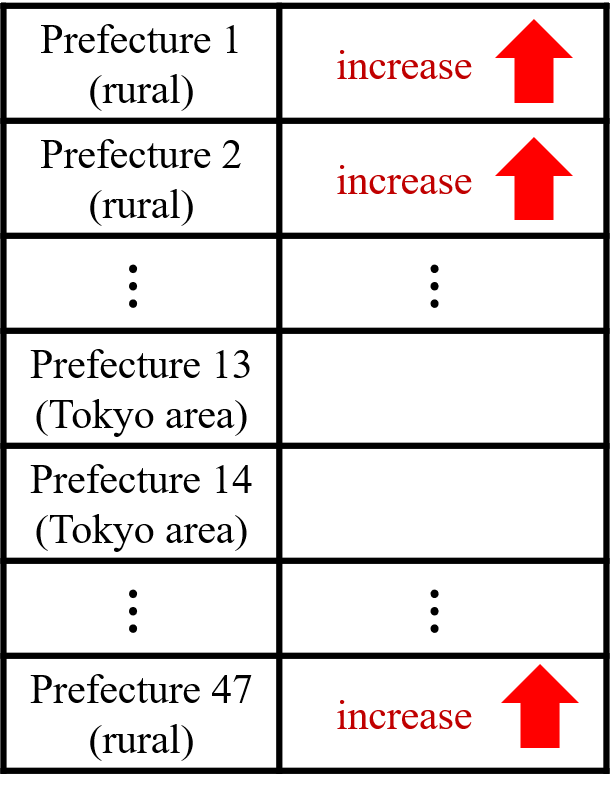 Prefecture 1
(rural)
increase
Prefecture 2
(rural)
increase
⋮
⋮
Prefecture 13
(Tokyo area)
Prefecture 14
(Tokyo area)
⋮
⋮
Prefecture 47
(rural)
increase